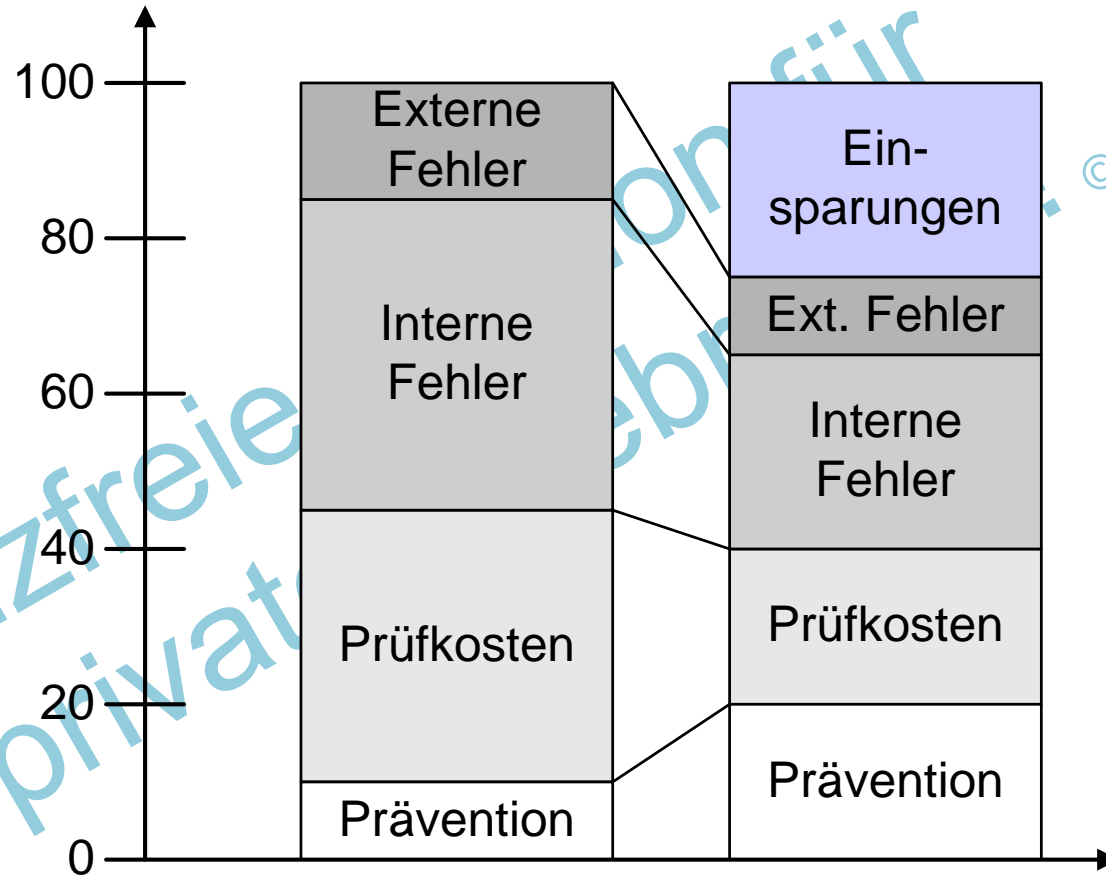 100
80
60
40
20
0
Externe
Fehler
Interne
Fehler
Prüfkosten
Prävention
Ein-
sparungen
Ext. Fehler
Interne
Fehler
Prüfkosten
Prävention
für
©